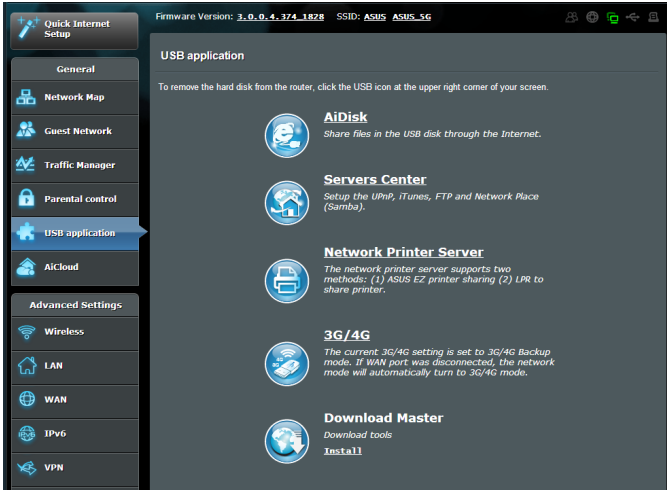 Quick Internet
Setup
Firmware Version: 3.0.0.4.374_1828 SSID: ASUS ASUS_5G
General
Network Map
Guest Network
Traffic Manager
Parental control
USB application
AiCloud
Advanced Settings
Wireless
LAN
WAN
IPv6
VPN
USB application
To remove the hard disk from the router, click the USB icon at the upper right corner of your screen.
AiDisk
Share files in the USB disk through the Internet.
Servers Center
Setup the UPnP, iTunes, FTP and Network Place
(Samba).
Network Printer Server
The network printer server supports two
methods: (1) ASUS EZ printer sharing (2) LPR to
share printer.
3G/4G
The current 3G/4G setting is set to 3G/4G Backup
mode. If WAN port was disconnected, the network
mode will automatically turn to 3G/4G mode.
Download Master
Download tools
Install